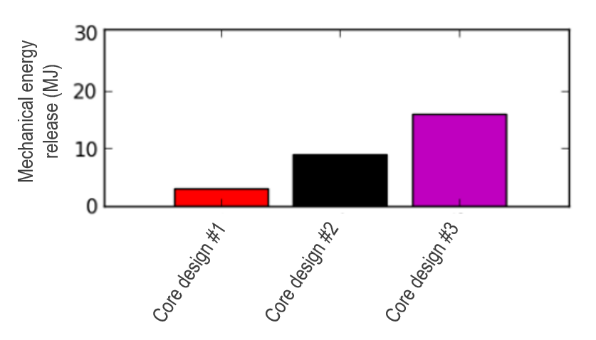 Mechanical energy
release (MJ)
30
20
10
0
Core design #1
Core design #2
Core design #3